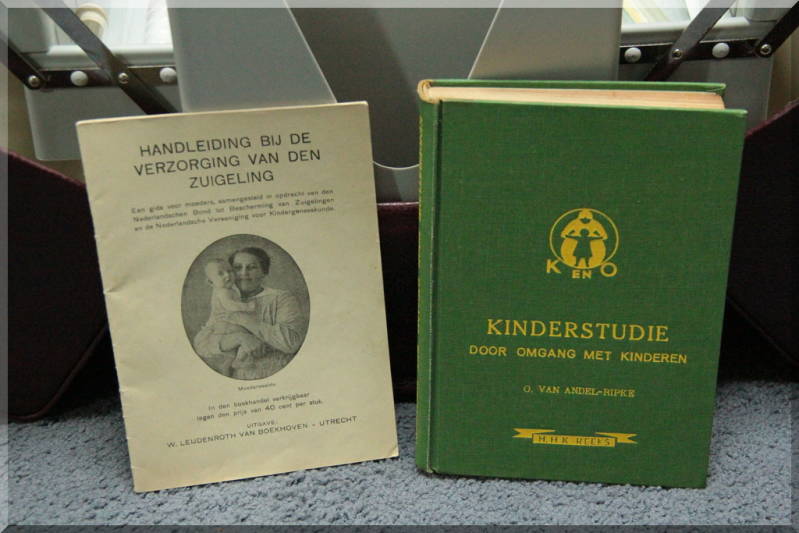 HANDLEIDING BIJ DE
VERZORGING VAN DEN
ZUIGELING
Een gids voor moeders, samengesteld in opdracht van den
Nederlandschen Bond tot Bescherming van Zuigelingen
en de Nederlandsche Vereeniging voor Kindergeneeskunde.
Moederweelde.
In den boekhandel verkrijgbaar
tegen den prijs van 40 cent per stuk.
UITGAVE:
W. LEIJDENROTH VAN BOEKHOVEN - UTRECHT
K EN O
KINDERSTUDIE
DOOR OMGANG MET KINDEREN
O. VAN ANDEL-RIPKE
H.H.K. REEKS